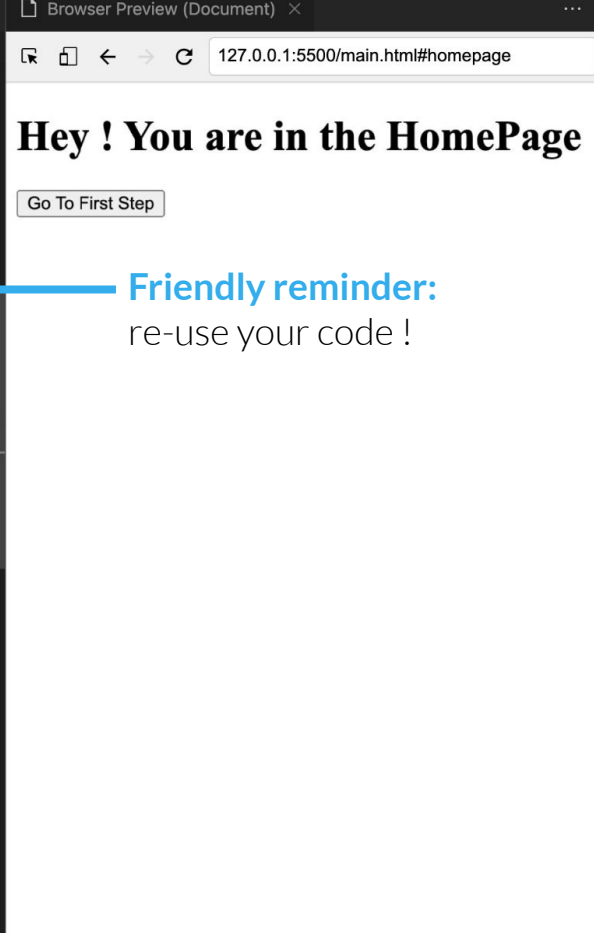 Browser Preview (Document)
127.0.0.1:5500/main.html#homepage
Hey ! You are in the HomePage
Go To First Step
Friendly reminder:
re-use your code !